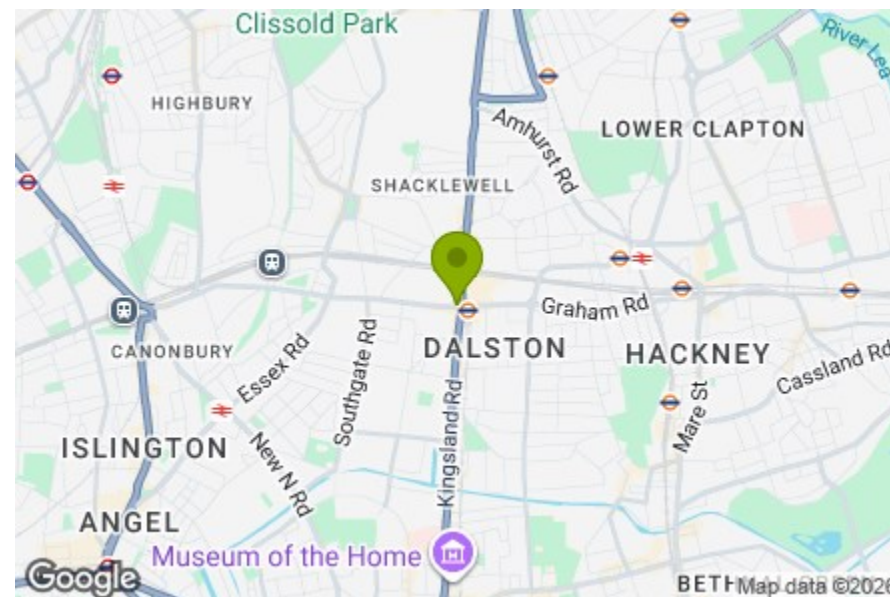 Clissold Park
River Lea
HIGHBURY
Amhurst Rd
LOWER CLAPTON
SHACKLEWELL
Graham Rd
CANONBURY
Essex Rd
Southgate Rd
DALSTON
HACKNEY
Cassland Rd
Kingsland Rd
Mare St
ISLINGTON
New N Rd
ANGEL
Museum of the Home
Google
BETH
Map data ©2026